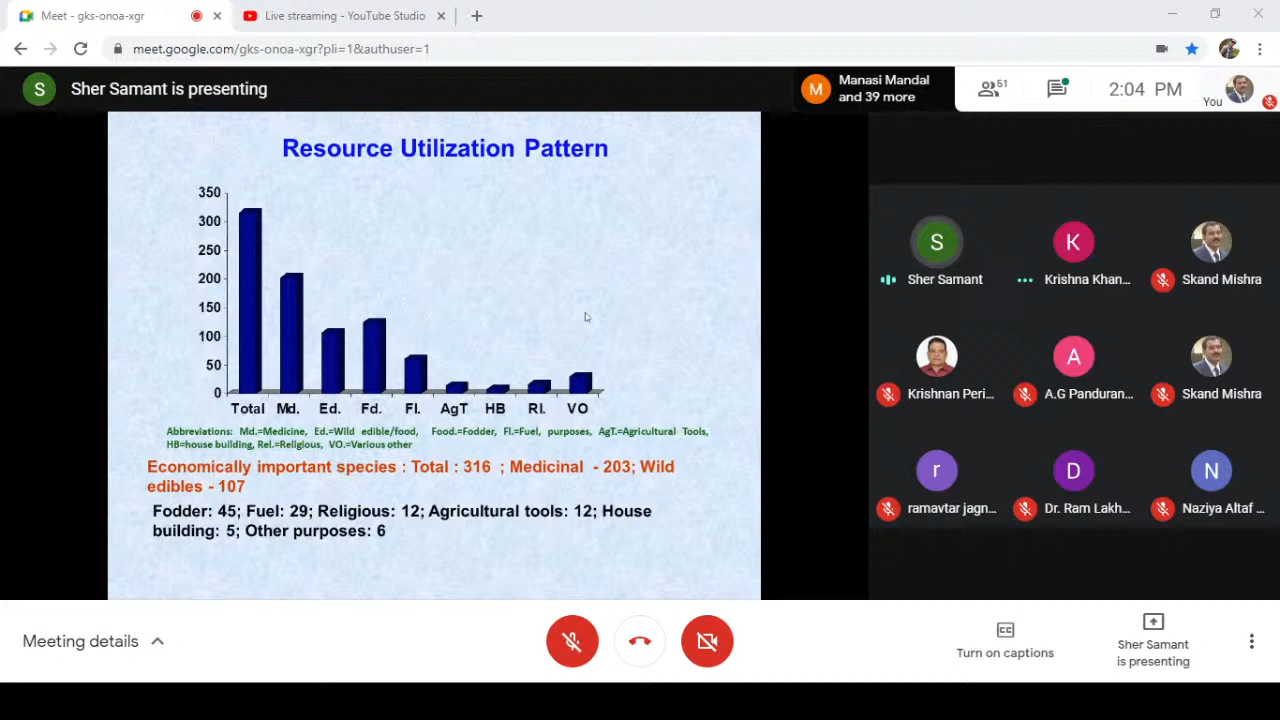 Meet - gks-onoa-xgr
Live streaming - YouTube Studio
meet.google.com/gks-onoa-xgr?pli=1&authuser=1
S
Sher Samant is presenting
M
Manasi Mandal
and 39 more
51
2:04 PM
You
Resource Utilization Pattern
350
300
250
200
150
100
50
0
Total Md. Ed. Fd. Fl. AgT HB Rl. VO
Abbreviations: Md.=Medicine, Ed.=Wild edible/food, Food.=Fodder, Fl.=Fuel, purposes, AgT.=Agricultural Tools,
HB=house building, Rel.=Religious, VO.=Various other
Economically important species : Total : 316 ; Medicinal - 203; Wild
edibles - 107
Fodder: 45; Fuel: 29; Religious: 12; Agricultural tools: 12; House
building: 5; Other purposes: 6
S
K
Sher Samant
Krishna Khan...
Skand Mishra
A
Krishnan Peri...
A.G Panduran...
Skand Mishra
r
D
N
ramavtar jagn...
Dr. Ram Lakh...
Naziya Altaf ...
Meeting details
CC
Turn on captions
Sher Samant
is presenting